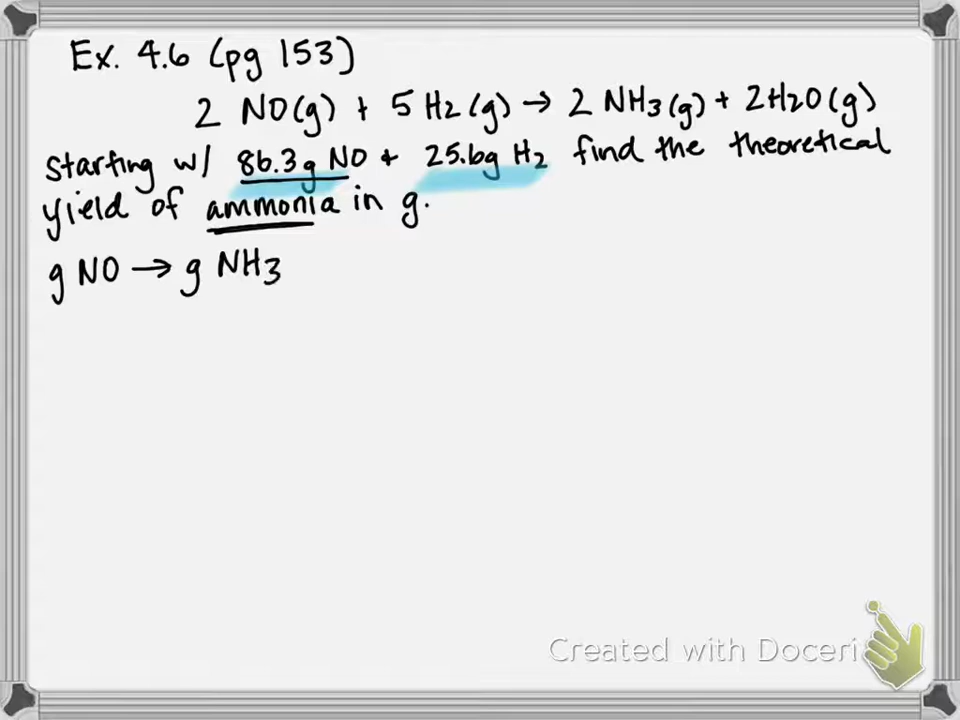 Ex. 4.6 (pg 153)
2 NO(g) + 5 H2(g) → 2 NH3(g) + 2H2O(g)
starting w/ 86.3g NO + 25.6g H2 find the theoretical
yield of ammonia in g.
g NO → g NH3
Created with Doceri